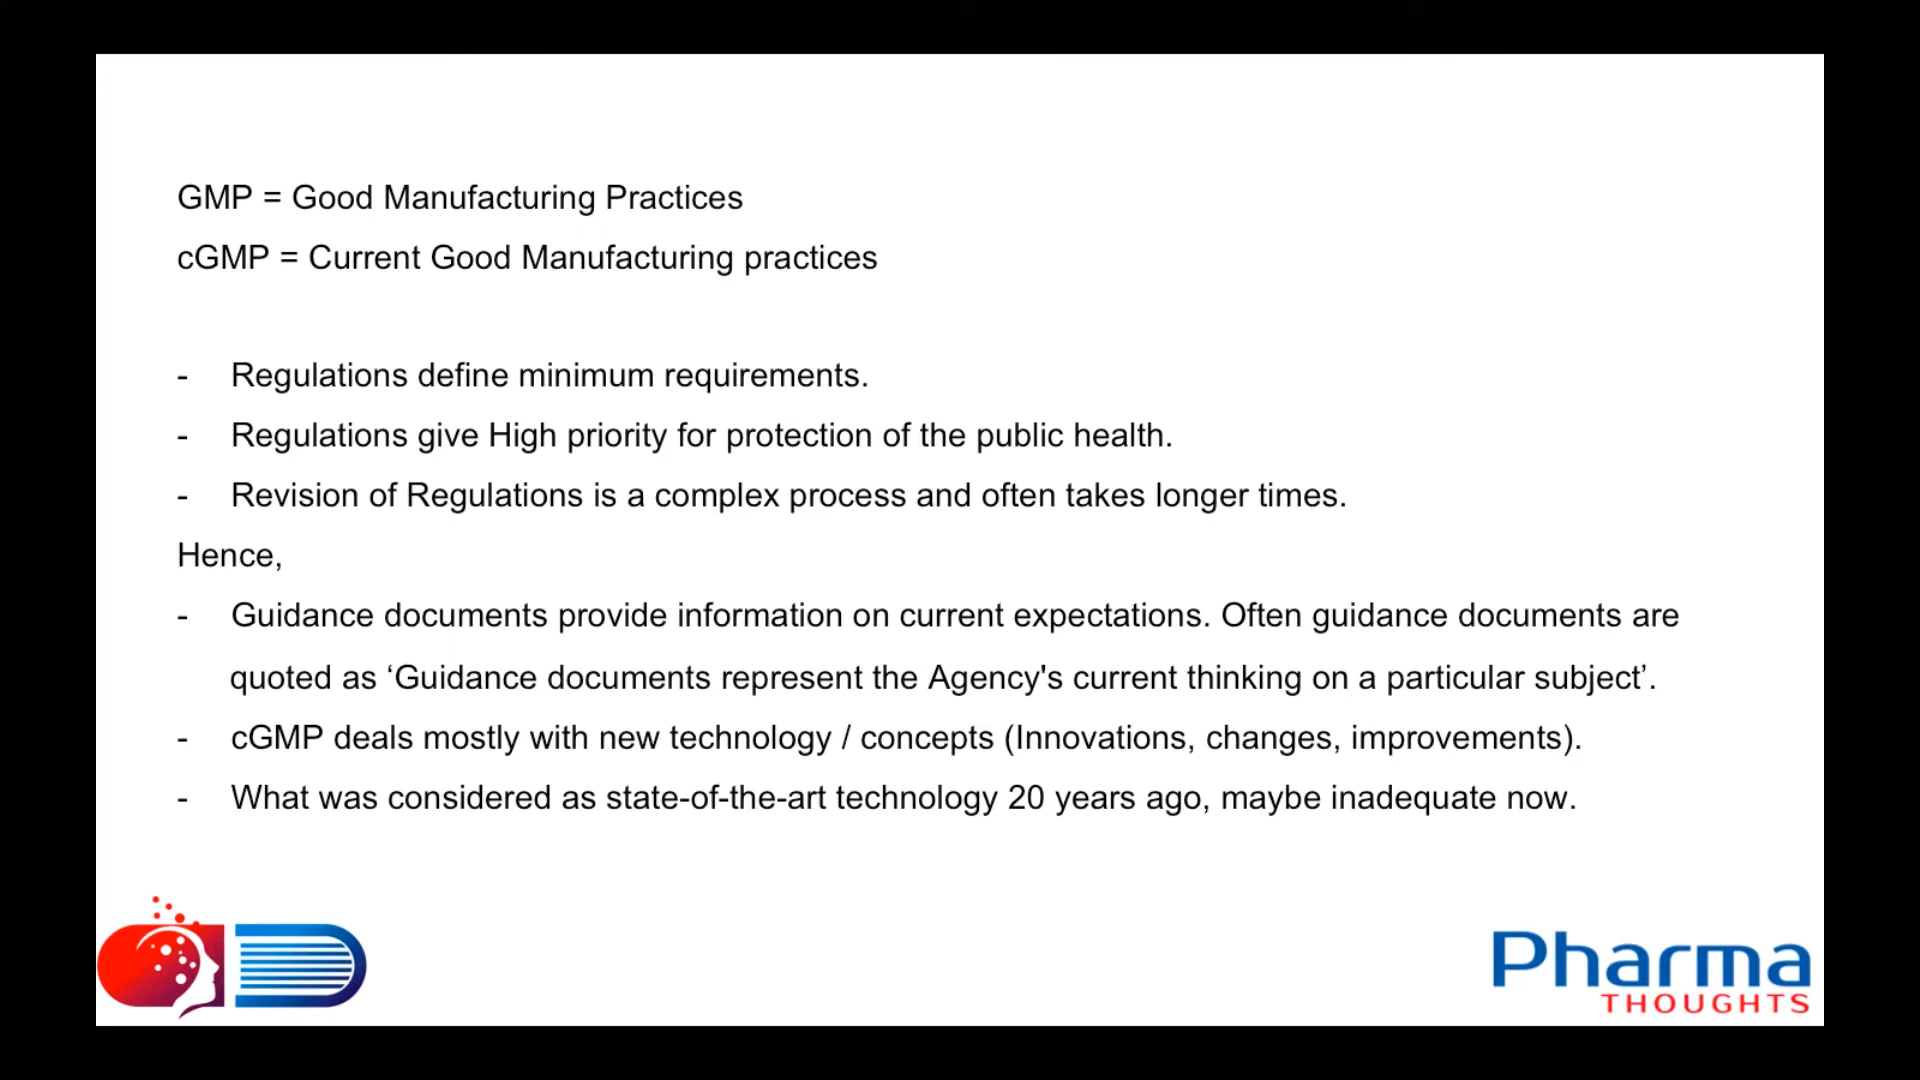 GMP = Good Manufacturing Practices
cGMP = Current Good Manufacturing practices
- Regulations define minimum requirements.
- Regulations give High priority for protection of the public health.
- Revision of Regulations is a complex process and often takes longer times.
Hence,
- Guidance documents provide information on current expectations. Often guidance documents are
quoted as ‘Guidance documents represent the Agency's current thinking on a particular subject’.
- cGMP deals mostly with new technology / concepts (Innovations, changes, improvements).
- What was considered as state-of-the-art technology 20 years ago, maybe inadequate now.
Pharma
THOUGHTS